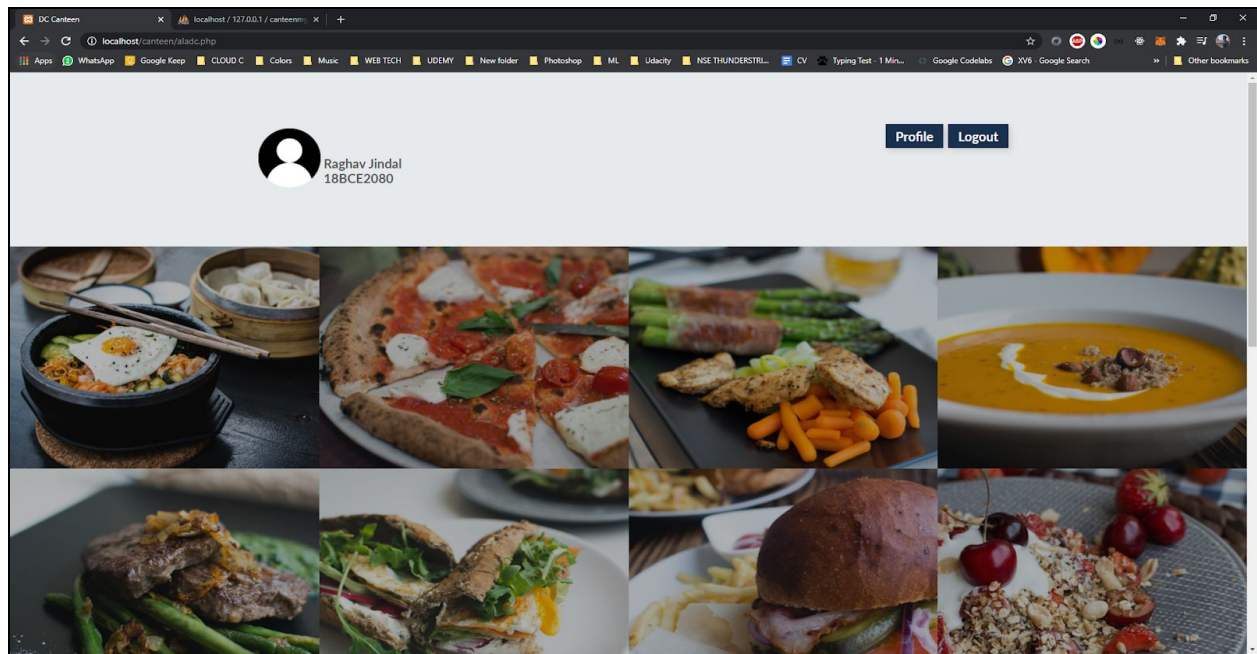 DC Canteen
localhost / 127.0.0.1 / canteenm
localhost/canteen/aladc.php
Apps WhatsApp Google Keep CLOUD C Colors Music WEB TECH UDEMY New folder Photoshop ML Udacity NSE THUNDERSTRI... CV Typing Test - 1 Min... Google Codelabs XV6 - Google Search » Other bookmarks
Profile Logout
Raghav Jindal
18BCE2080